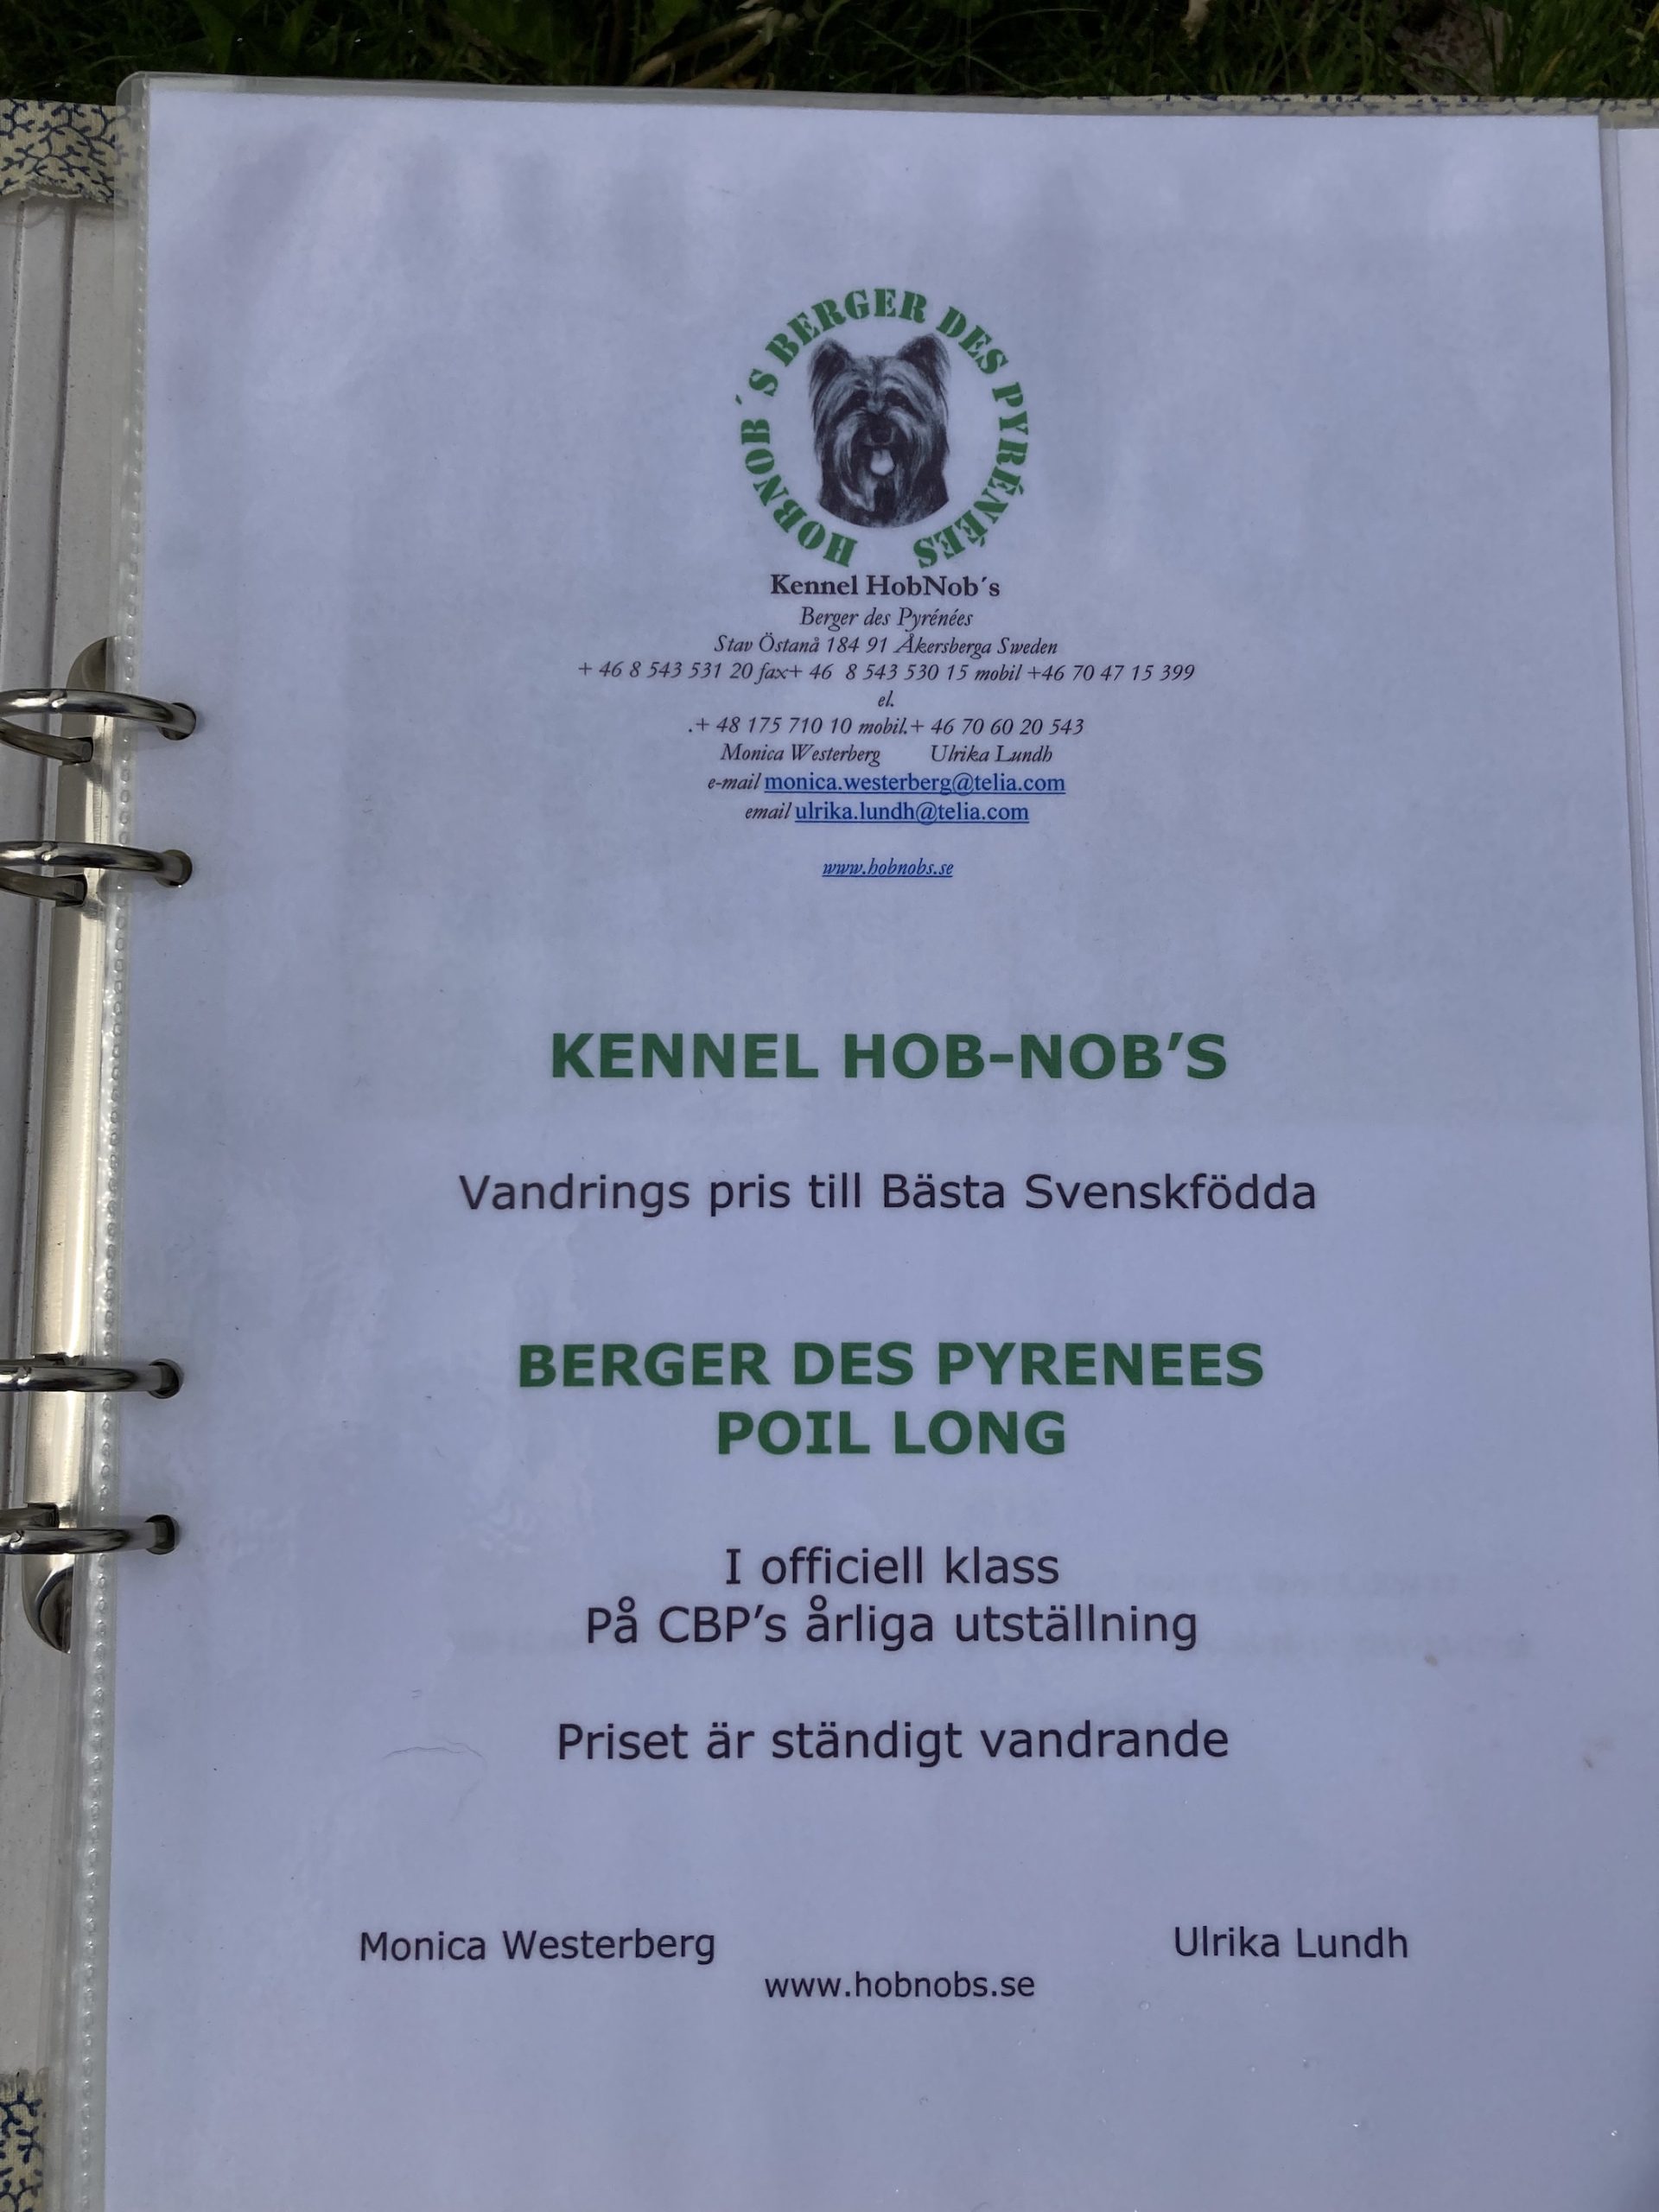 HOBNOB´S BERGER DES PYRÉNÉES
Kennel HobNob´s
Berger des Pyrénées
Stav Östanå 184 91 Åkersberga Sweden
+ 46 8 543 531 20 fax+ 46  8 543 530 15 mobil +46 70 47 15 399
el.
.+ 48 175 710 10 mobil.+ 46 70 60 20 543
Monica Westerberg Ulrika Lundh
e-mail monica.westerberg@telia.com
email ulrika.lundh@telia.com
www.hobnobs.se
KENNEL HOB-NOB’S
Vandrings pris till Bästa Svenskfödda
BERGER DES PYRENEES
POIL LONG
I officiell klass
På CBP’s årliga utställning
Priset är ständigt vandrande
Monica Westerberg Ulrika Lundh
www.hobnobs.se